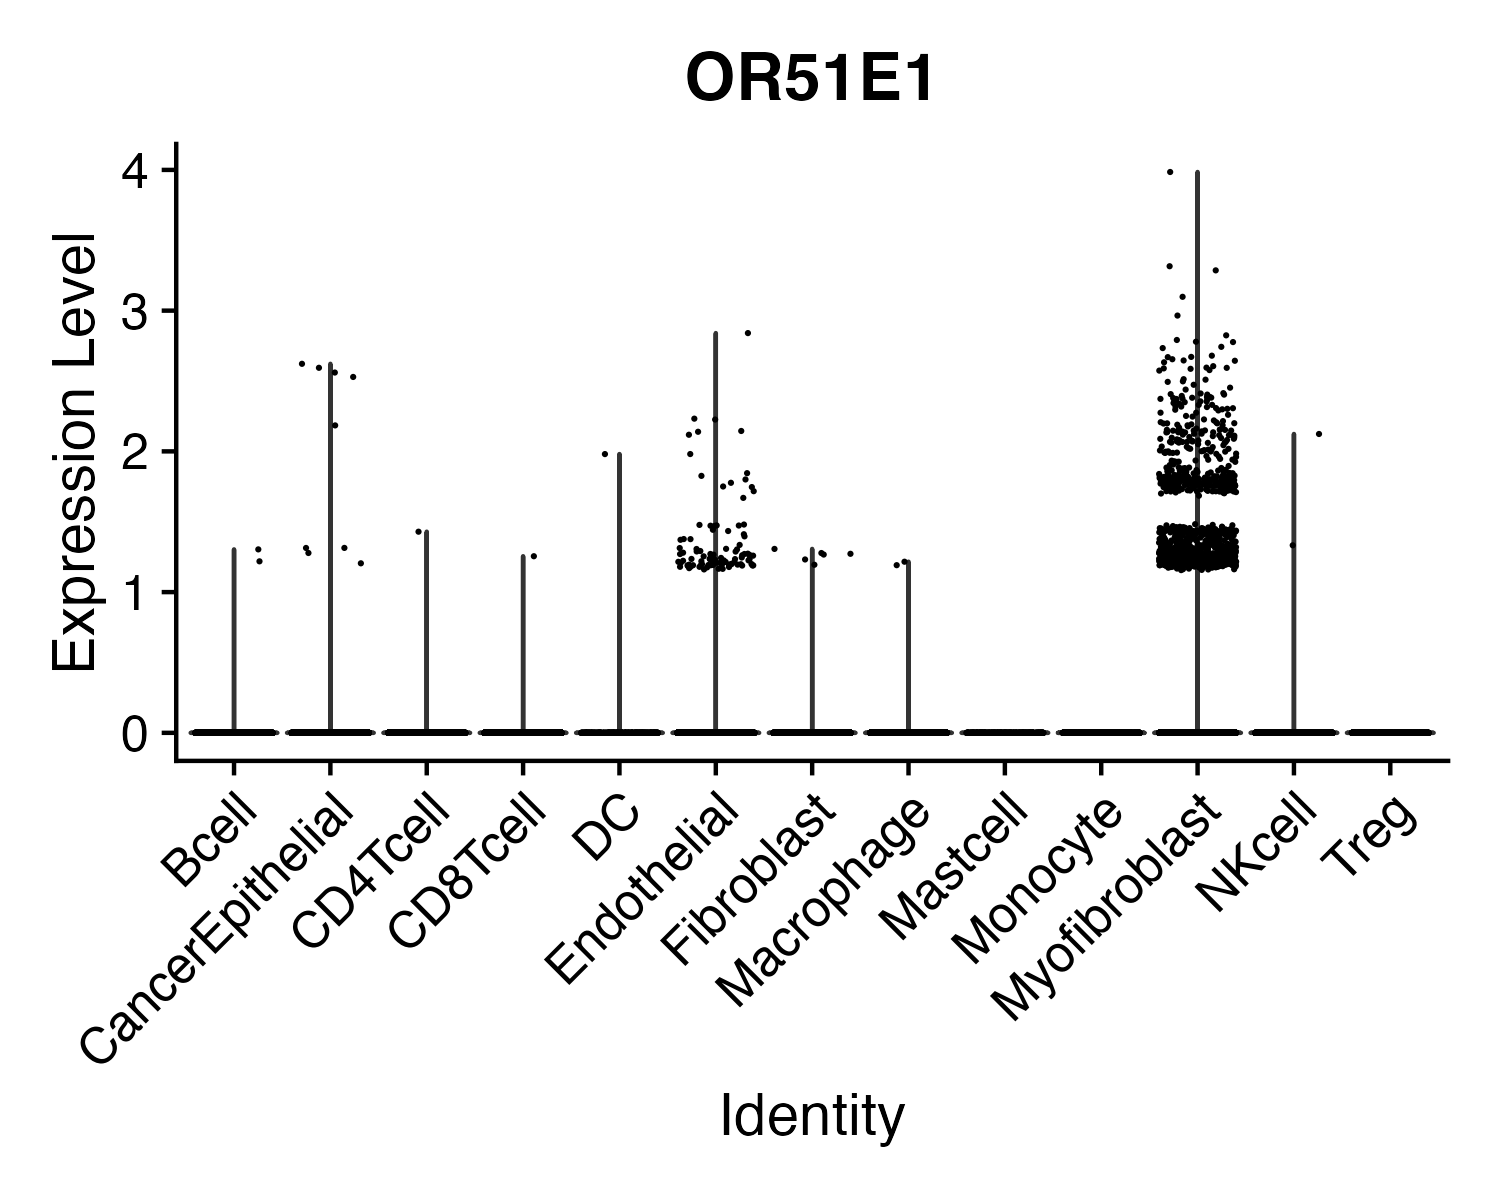 OR51E1
Expression Level
4
3
2
1
0
Bcell
CancerEpithelial
CD4Tcell
CD8Tcell
DC
Endothelial
Fibroblast
Macrophage
Mastcell
Monocyte
Myofibroblast
NKcell
Treg
Identity